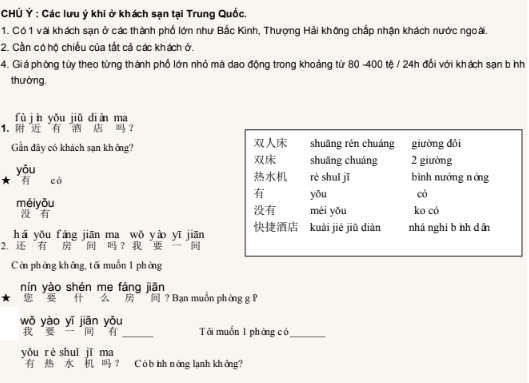 CHÚ Ý : Các lưu ý khi ở khách sạn tại Trung Quốc.
1. Có 1 vài khách sạn ở các thành phố lớn như Bắc Kinh, Thượng Hải không chấp nhận khách nước ngoài.
2. Cần có hộ chiếu của tất cả các khách ở.
4. Giá phòng tùy theo từng thành phố lớn nhỏ mà dao động trong khoảng từ 80 -400 tệ / 24h đối với khách sạn bình thường.
fù jìn yǒu jiǔ diàn ma
1. 附 近 有 酒 店 吗 ?
Gần đây có khách sạn không?
yǒu
★ 有 có
méiyǒu
没 有
hái yǒu fáng jiān ma wǒ yào yī jiān
2. 还 有 房 间 吗 ? 我 要 一 间
Còn phòng không, tôi muốn 1 phòng
nín yào shén me fáng jiān
★ 您 要 什 么 房 间 ? Bạn muốn phòng gì?
wǒ yào yī jiān yǒu
我 要 一 间 有 ______ Tôi muốn 1 phòng có_______
yǒu rè shuǐ jī ma
有 热 水 机 吗 ? Có bình nóng lạnh không?
双人床 shuāng rén chuáng giường đôi
双床 shuāng chuáng 2 giường
热水机 rè shuǐ jī bình nước nóng
有 yǒu có
没有 méi yǒu ko có
快捷酒店 kuài jié jiǔ diàn nhà nghỉ bình dân